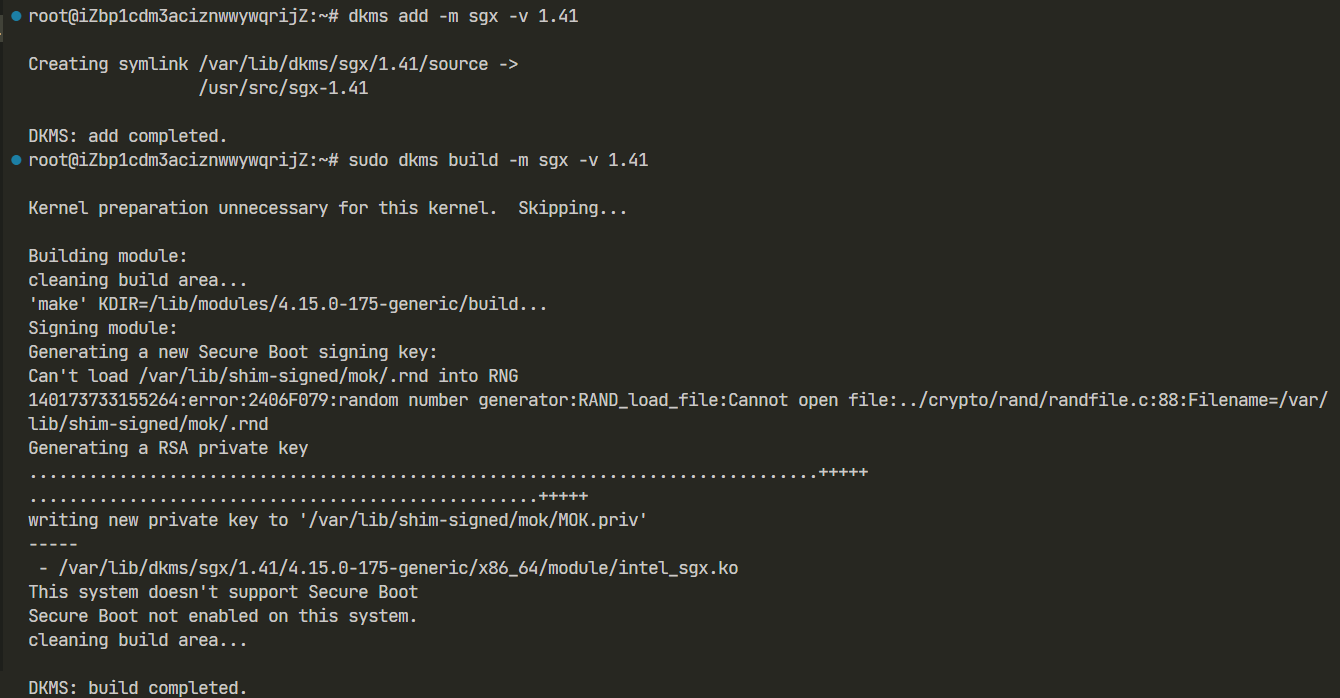 root@iZbp1cdm3aciznwwywqrijZ:~# dkms add -m sgx -v 1.41
Creating symlink /var/lib/dkms/sgx/1.41/source ->
/usr/src/sgx-1.41
DKMS: add completed.
root@iZbp1cdm3aciznwwywqrijZ:~# sudo dkms build -m sgx -v 1.41
Kernel preparation unnecessary for this kernel.  Skipping...
Building module:
cleaning build area...
'make' KDIR=/lib/modules/4.15.0-175-generic/build...
Signing module:
Generating a new Secure Boot signing key:
Can't load /var/lib/shim-signed/mok/.rnd into RNG
140173733155264:error:2406F079:random number generator:RAND_load_file:Cannot open file:../crypto/rand/randfile.c:88:Filename=/var/
lib/shim-signed/mok/.rnd
Generating a RSA private key
...............................................................................+++++
...................................................+++++
writing new private key to '/var/lib/shim-signed/mok/MOK.priv'
-----
 - /var/lib/dkms/sgx/1.41/4.15.0-175-generic/x86_64/module/intel_sgx.ko
This system doesn't support Secure Boot
Secure Boot not enabled on this system.
cleaning build area...
DKMS: build completed.